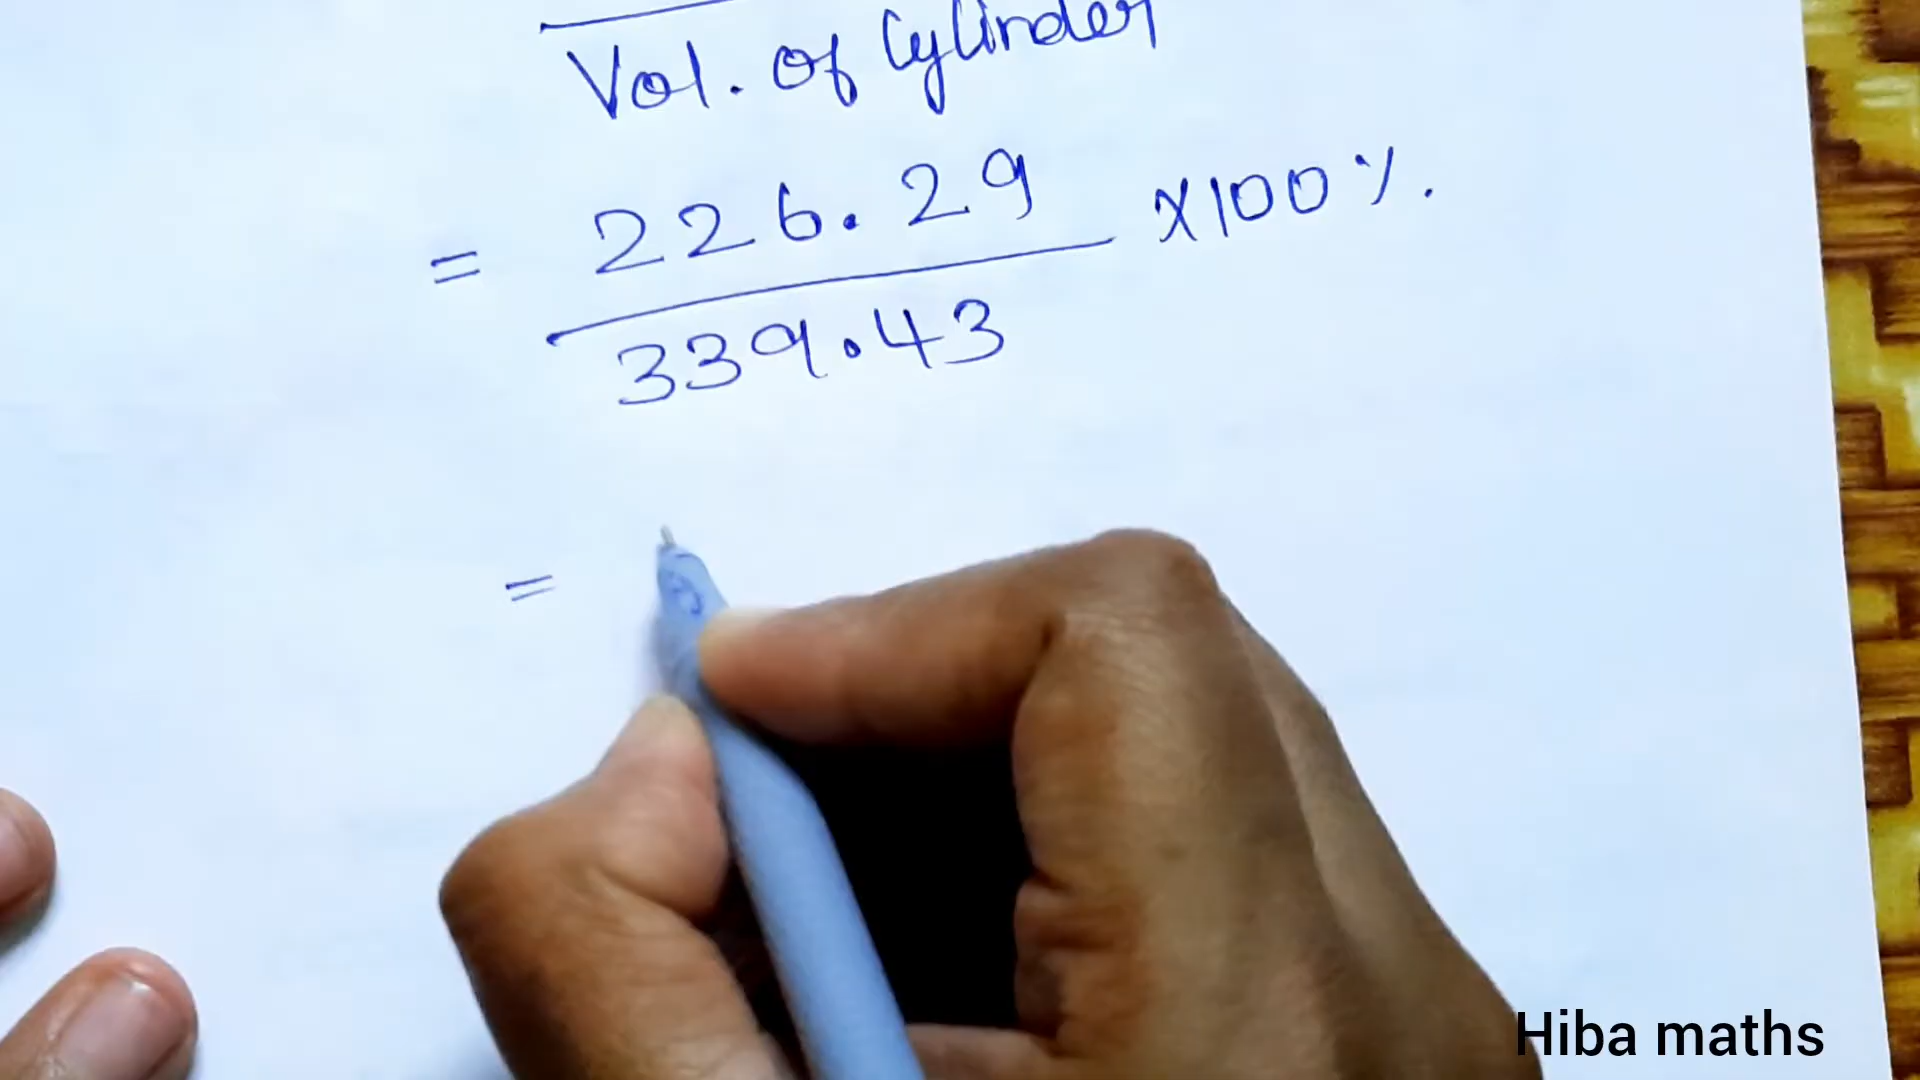 Vol. of Cylinder
= 226.29 x100%.
339.43
=
Hiba maths